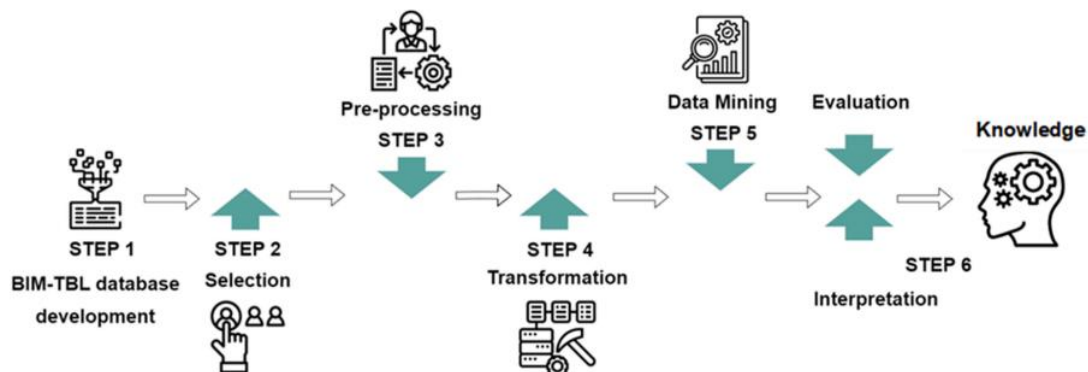 Pre-processing
STEP 3
Data Mining
STEP 5
Evaluation
Knowledge
STEP 1
BIM-TBL database
development
STEP 2
Selection
STEP 4
Transformation
STEP 6
Interpretation